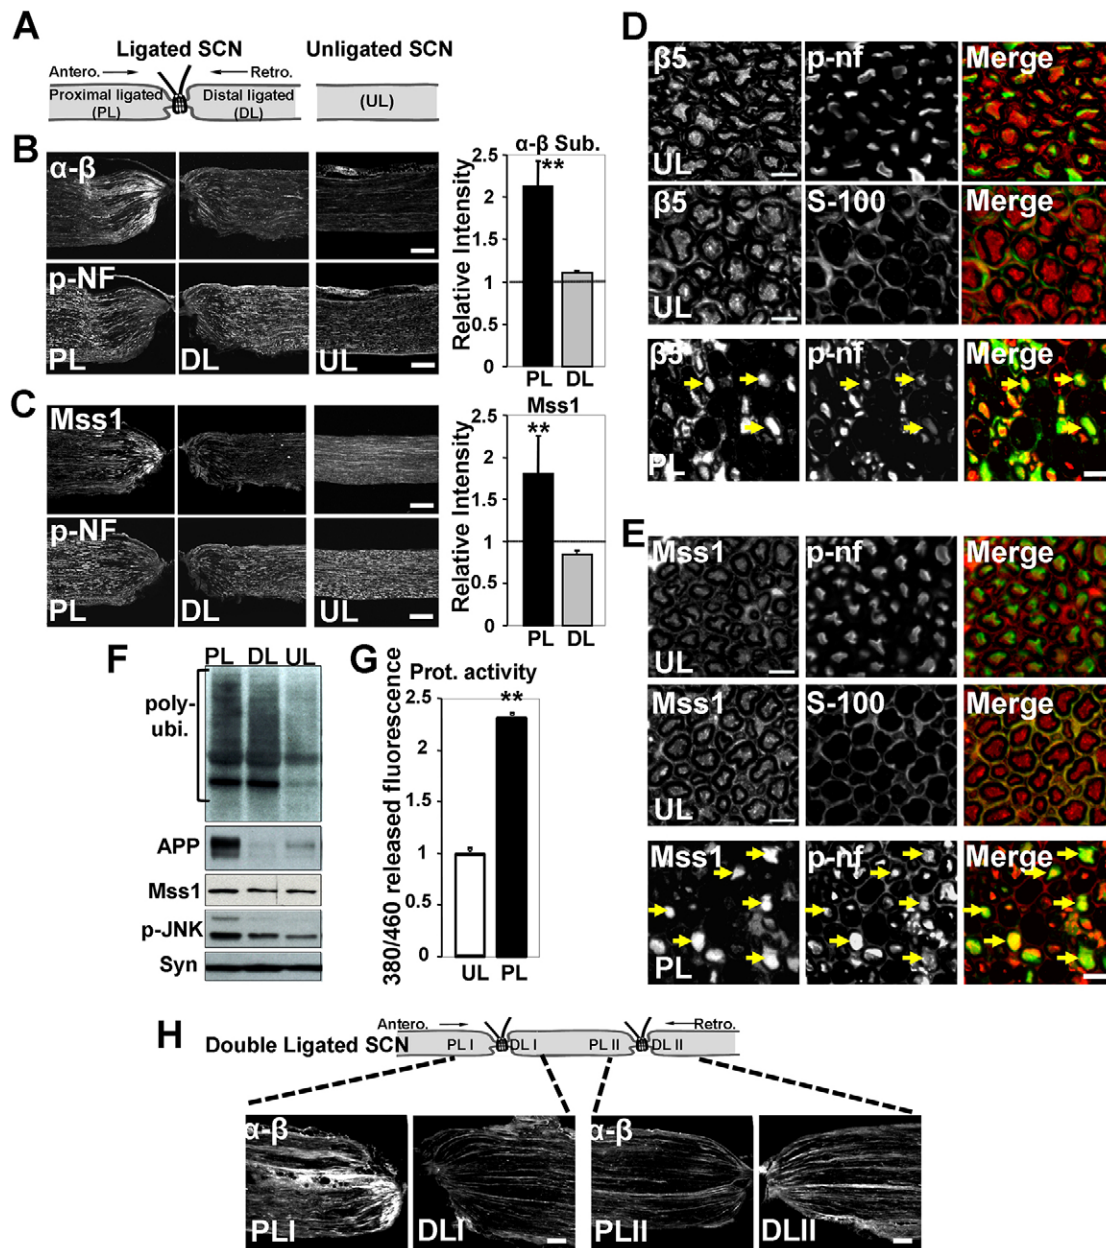 A
Ligated SCN
Unligated SCN
Antero.
Retro.
Proximal ligated
(PL)
Distal ligated
(DL)
(UL)
B
α-β
p-NF
PL
DL
UL
α-β Sub.
Relative Intensity
2.5
**
2
1.5
1
0.5
0
PL DL
C
Mss1
p-NF
PL
DL
UL
Mss1
Relative Intensity
2.5
**
2
1.5
1
0.5
0
PL DL
D
β5
p-nf
Merge
UL
β5
S-100
Merge
UL
β5
p-nf
Merge
PL
E
Mss1
p-nf
Merge
UL
Mss1
S-100
Merge
UL
Mss1
p-nf
Merge
PL
F
PL DL UL
poly-
ubi.
APP
Mss1
p-JNK
Syn
G
Prot. activity
380/460 released fluorescence
2.5
**
2
1.5
1
0.5
0
UL PL
H
Double Ligated SCN
Antero.
Retro.
PL I
DL I
PL II
DL II
α-β
PLI
DLI
α-β
PLII
DLII